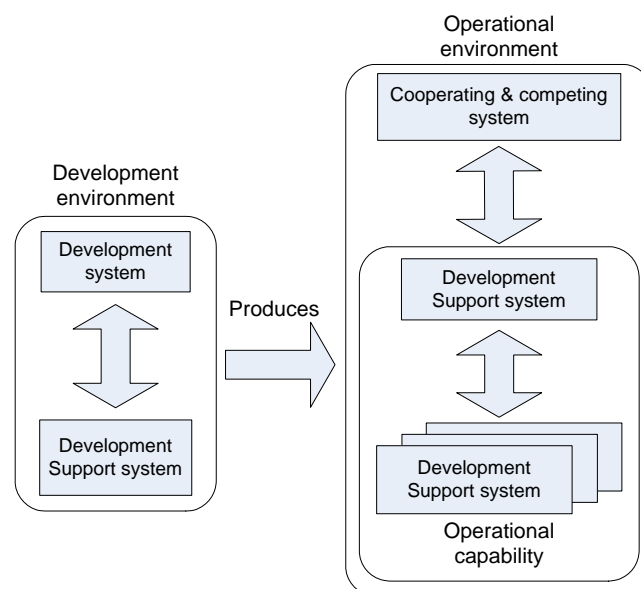 Development
environment
Development
system
Development
Support system
Produces
Operational
environment
Cooperating & competing
system
Development
Support system
Development
Support system
Operational
capability